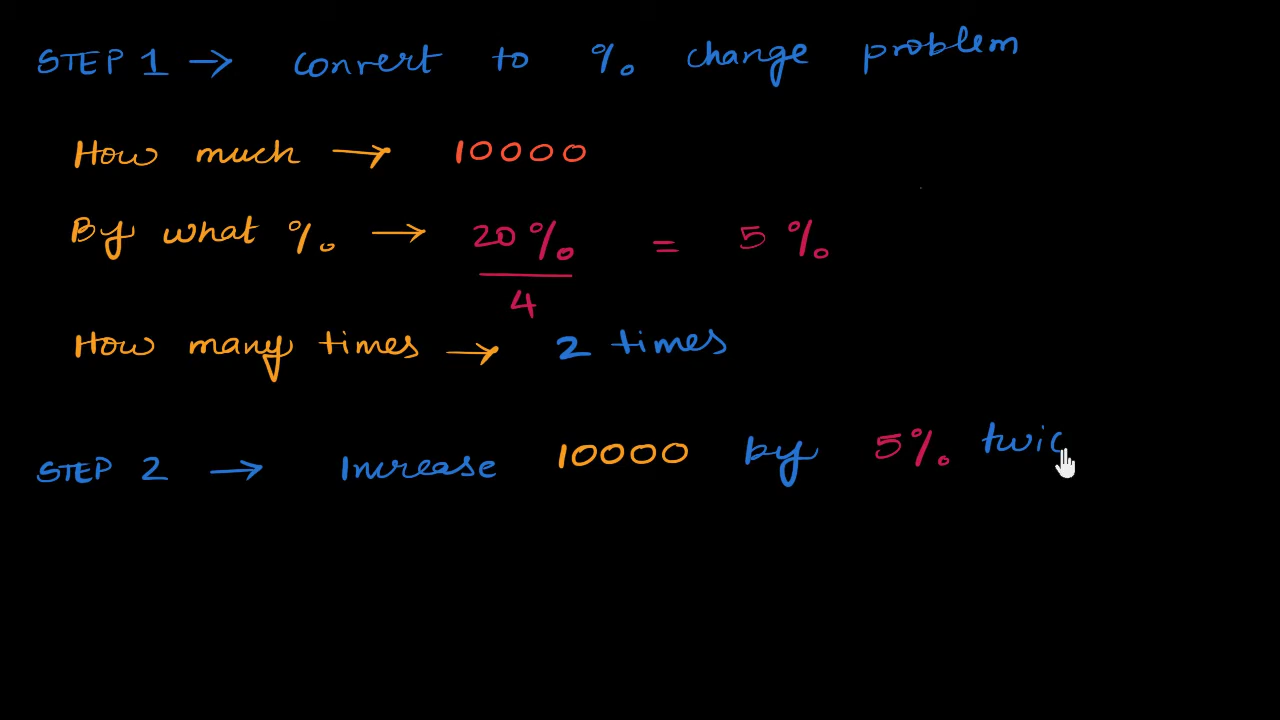 STEP 1 → convert to % change problem
How much → 10000
By what % → 20%/4 = 5%
How many times → 2 times
STEP 2 → Increase 10000 by 5% twic